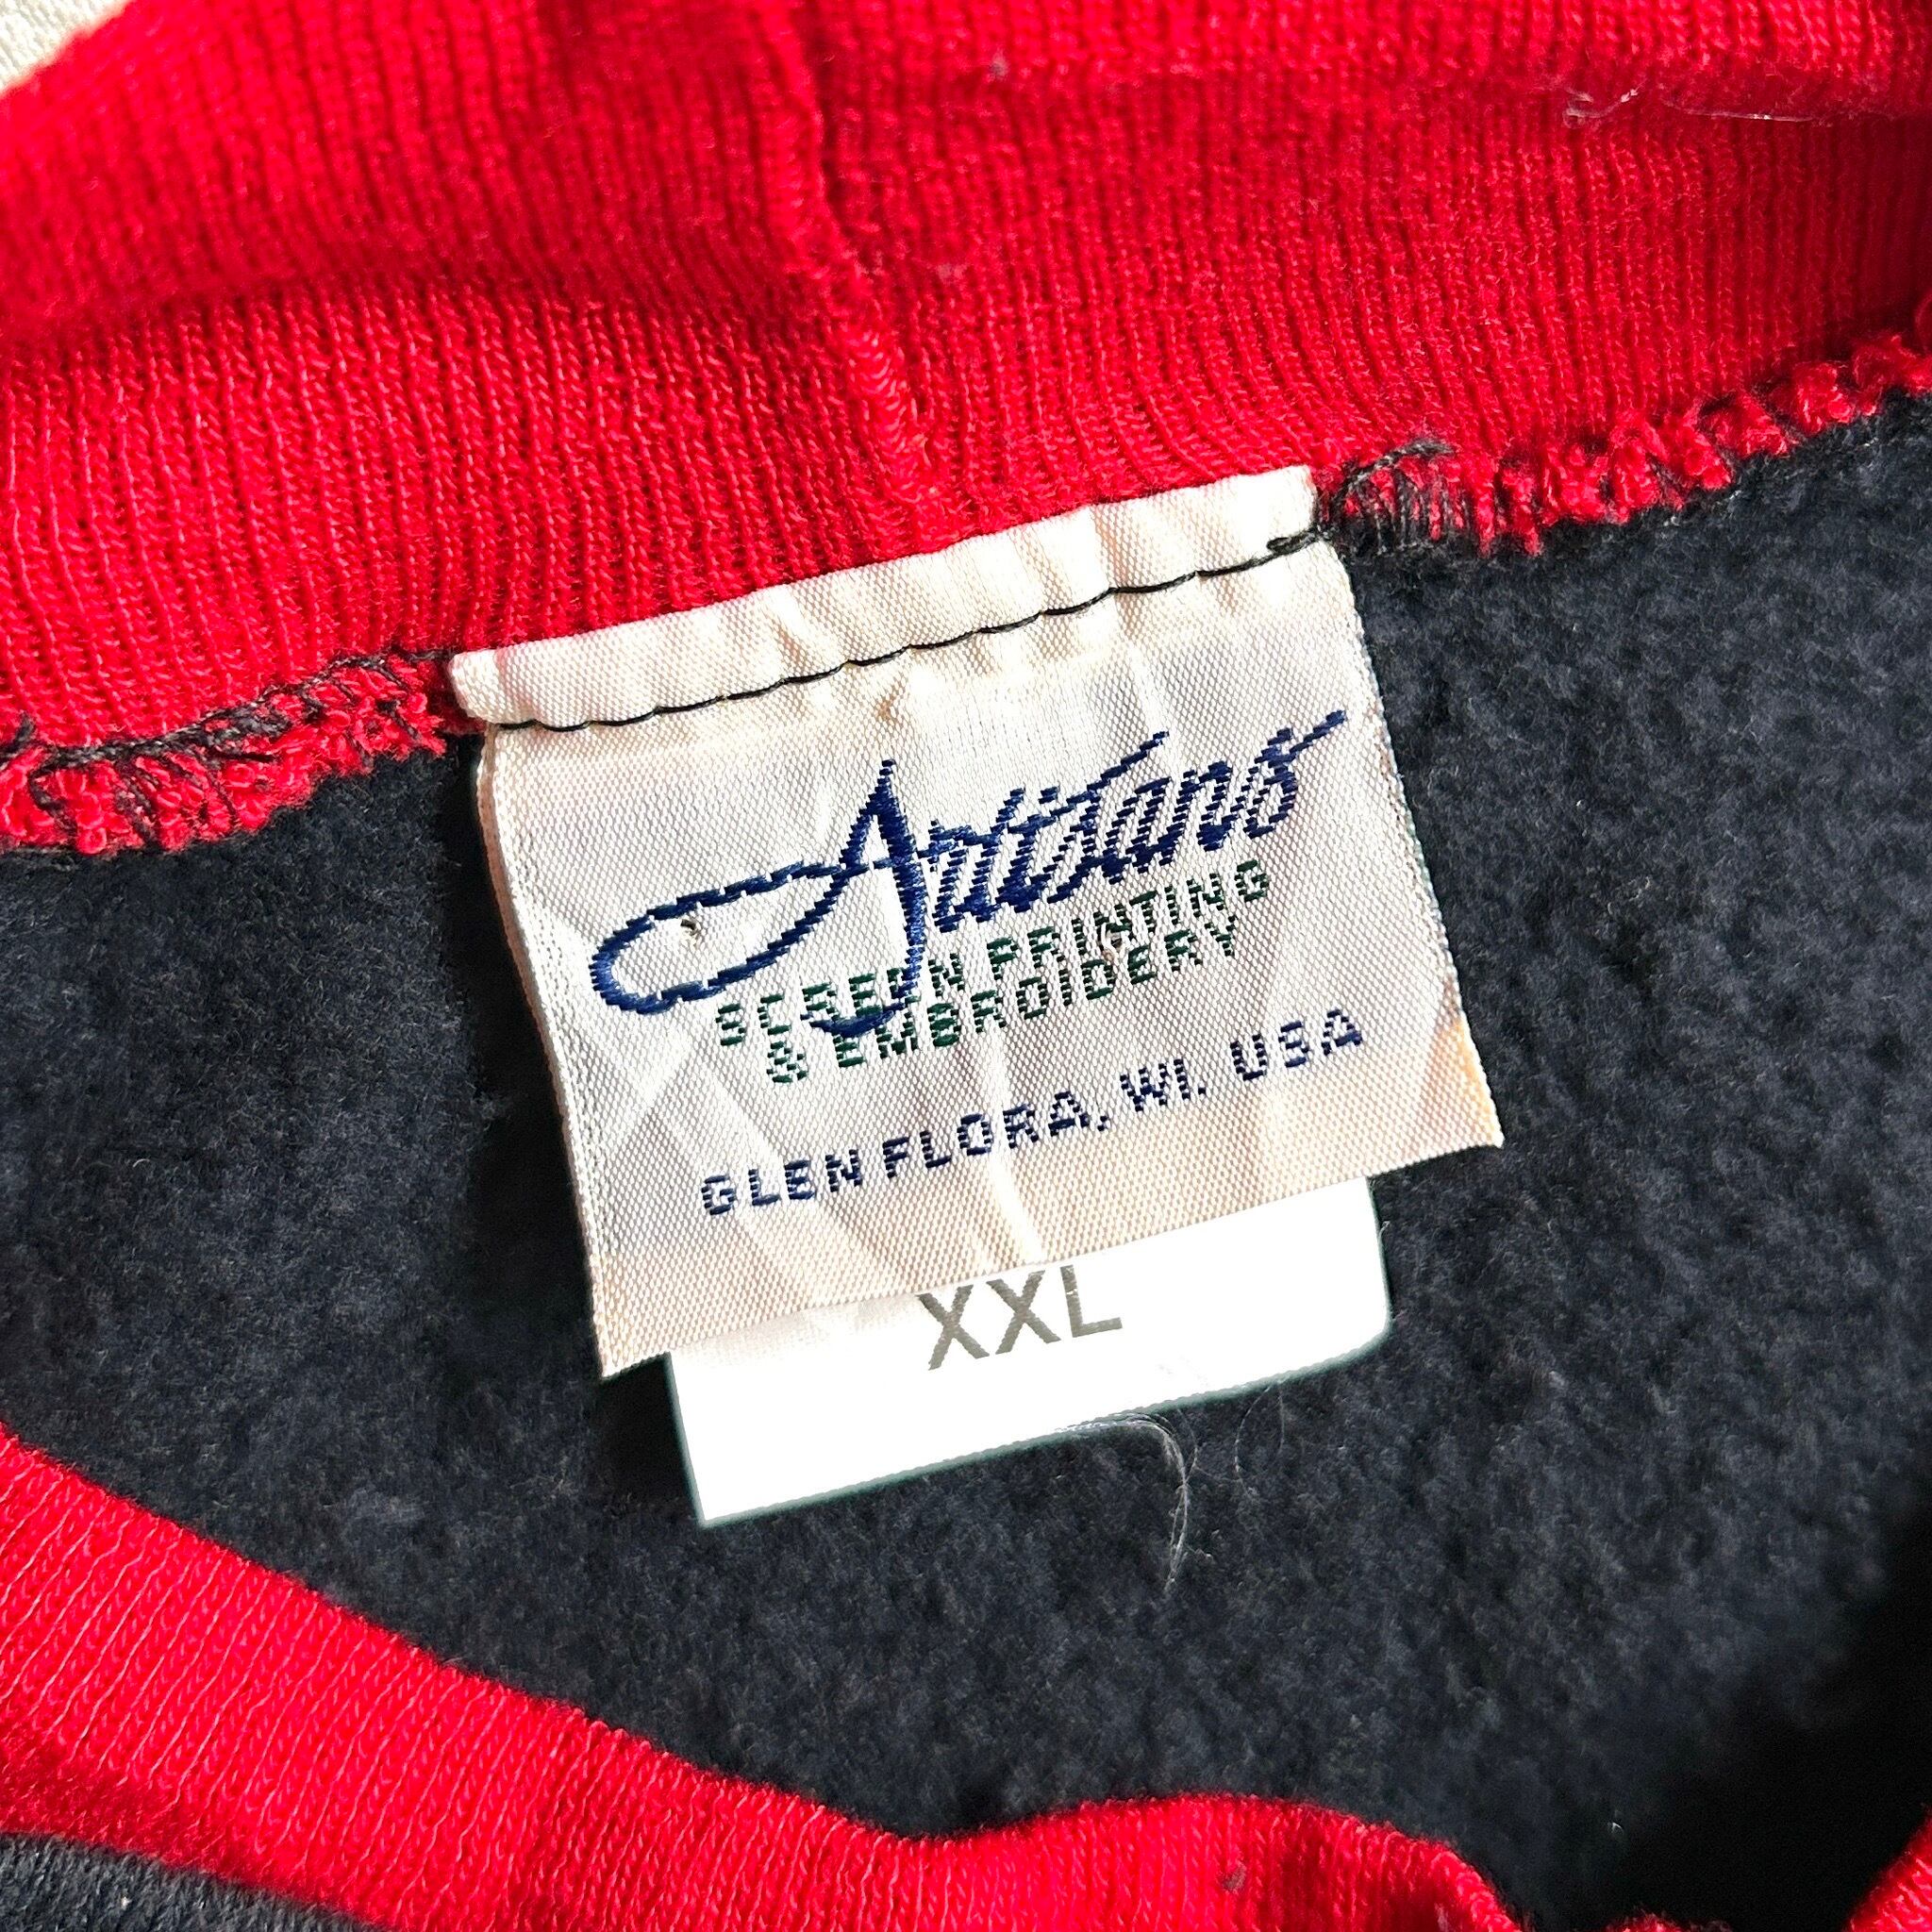 Artisans
SCREEN PRINTING
& EMBROIDERY
GLEN FLORA, WI. USA
XXL